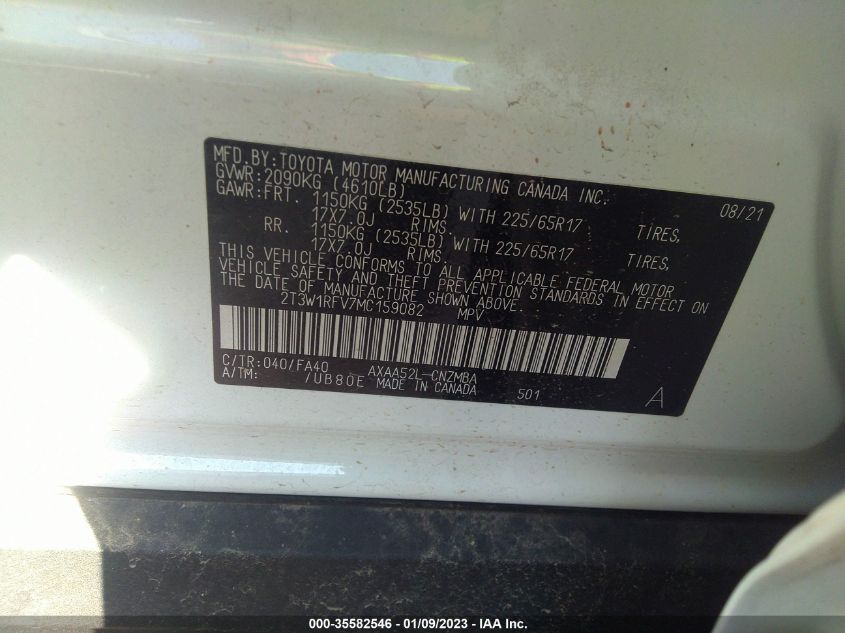 MFD.BY:TOYOTA MOTOR MANUFACTURING CANADA INC. 08/21
GVWR:2090KG (4610LB)
GAWR:FRT. 1150KG (2535LB) WITH 225/65R17 TIRES,
17X7.0J RIMS.
RR. 1150KG (2535LB) WITH 225/65R17 TIRES,
17X7.0J RIMS.
THIS VEHICLE CONFORMS TO ALL APPLICABLE FEDERAL MOTOR
VEHICLE SAFETY AND THEFT PREVENTION STANDARDS IN EFFECT ON
THE DATE OF MANUFACTURE SHOWN ABOVE.
2T3W1RFV7MC159082 MPV
C/TR:040/FA40 AXAA52L-CNZMBA
A/TM: /UB80E MADE IN CANADA 501 A
000-35582546 - 01/09/2023 - IAA Inc.